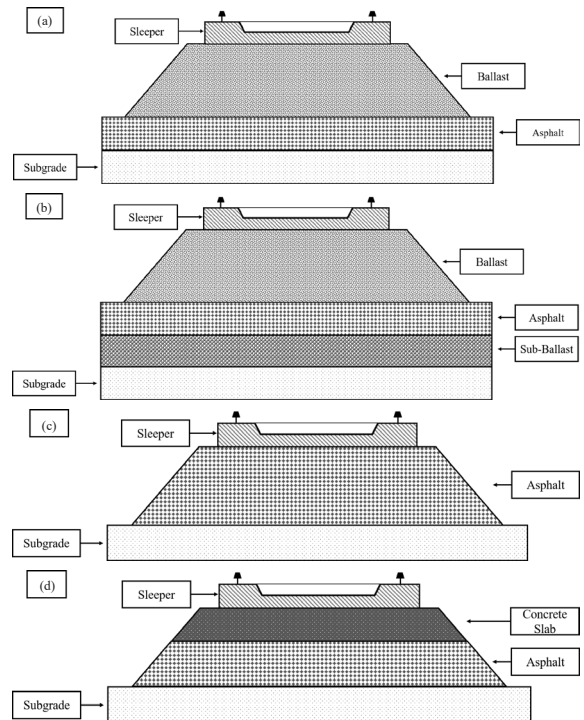 (a)
Sleeper
Ballast
Asphalt
Subgrade
(b)
Sleeper
Ballast
Asphalt
Sub-Ballast
Subgrade
(c)
Sleeper
Asphalt
Subgrade
(d)
Sleeper
Concrete
Slab
Asphalt
Subgrade